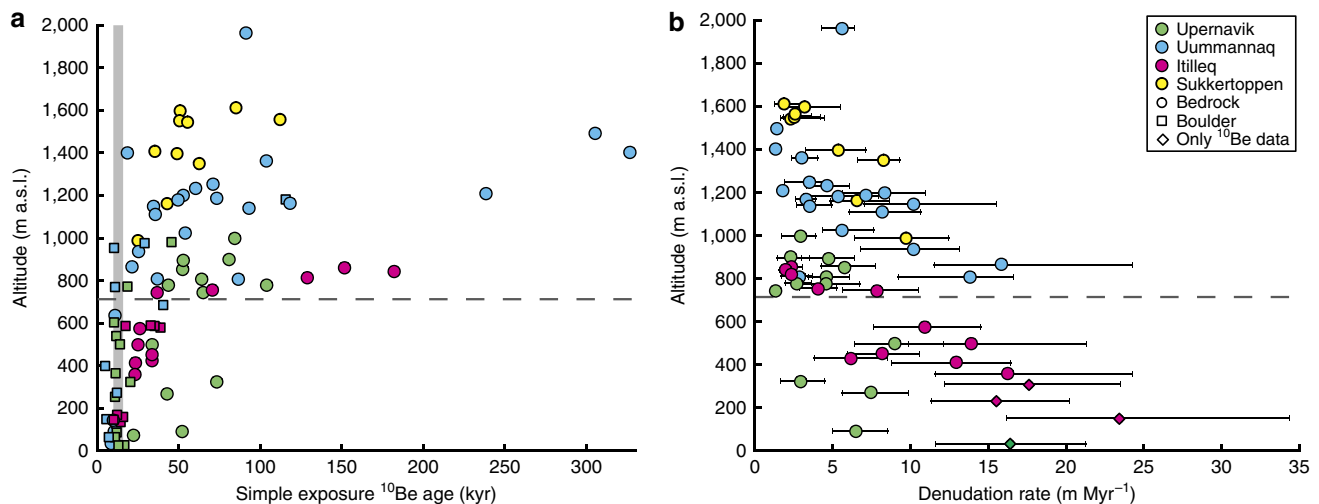 a
2,000
1,800
1,600
1,400
1,200
1,000
800
600
400
200
0
Altitude (m a.s.l.)
0 50 100 150 200 250 300
Simple exposure ¹⁰Be age (kyr)
b
2,000
1,800
1,600
1,400
1,200
1,000
800
600
400
200
0
Altitude (m a.s.l.)
0 5 10 15 20 25 30 35
Denudation rate (m Myr⁻¹)
Upernavik
Uummannaq
Itilleq
Sukkertoppen
Bedrock
Boulder
Only ¹⁰Be data